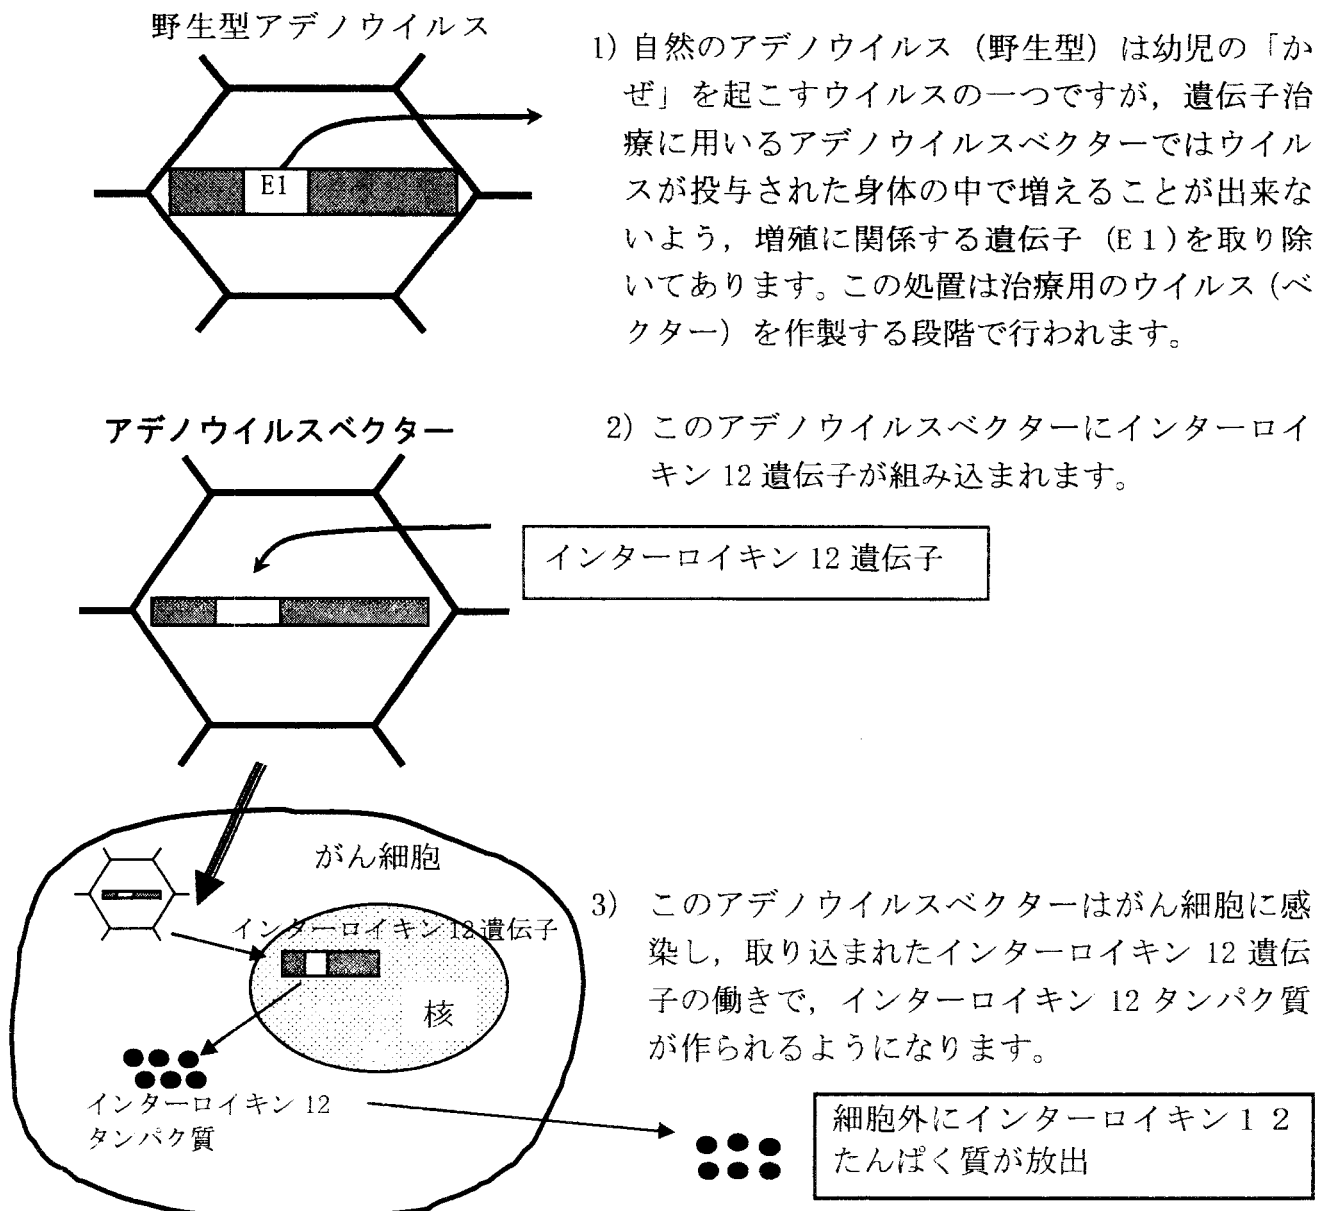 野生型アデノウイルス
1) 自然のアデノウイルス（野生型）は幼児の「か
ぜ」を起こすウイルスの一つですが，遺伝子治
療に用いるアデノウイルスベクターではウイル
スが投与された身体の中で増えることが出来な
いよう，増殖に関係する遺伝子 (E１)を取り除
いてあります。この処置は治療用のウイルス（ベ
クター）を作製する段階で行われます。
E1
アデノウイルスベクター
2) このアデノウイルスベクターにインターロイ
キン 12 遺伝子が組み込まれます。
インターロイキン 12 遺伝子
がん細胞
インターロイキン 12遺伝子
核
3) このアデノウイルスベクターはがん細胞に感
染し，取り込まれたインターロイキン 12 遺伝
子の働きで，インターロイキン 12 タンパク質
が作られるようになります。
インターロイキン 12
タンパク質
細胞外にインターロイキン１２
たんぱく質が放出